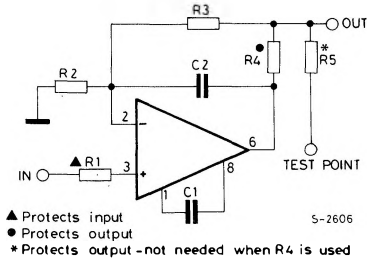 R3
OUT
● R4
* R5
C2
R2
2
−
6
TEST POINT
IN
▲ R1
3
+
8
1
C1
▲ Protects input
S-2606
● Protects output
* Protects output - not needed when R4 is used